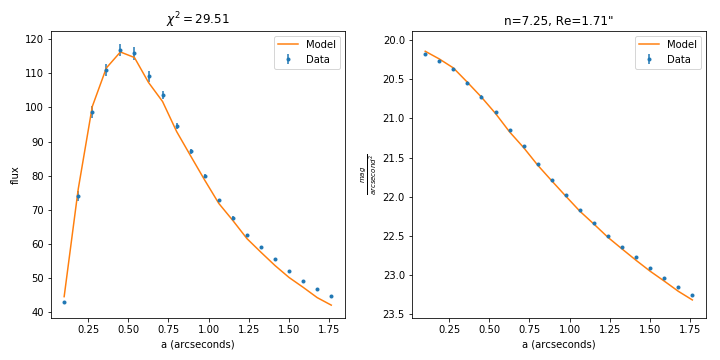 χ² = 29.51
n=7.25, Re=1.71"
flux
120
110
100
90
80
70
60
50
40
0.25 0.50 0.75 1.00 1.25 1.50 1.75
a (arcseconds)
Model
Data
mag
arcsecond²
20.0
20.5
21.0
21.5
22.0
22.5
23.0
23.5
0.25 0.50 0.75 1.00 1.25 1.50 1.75
a (arcseconds)
Model
Data